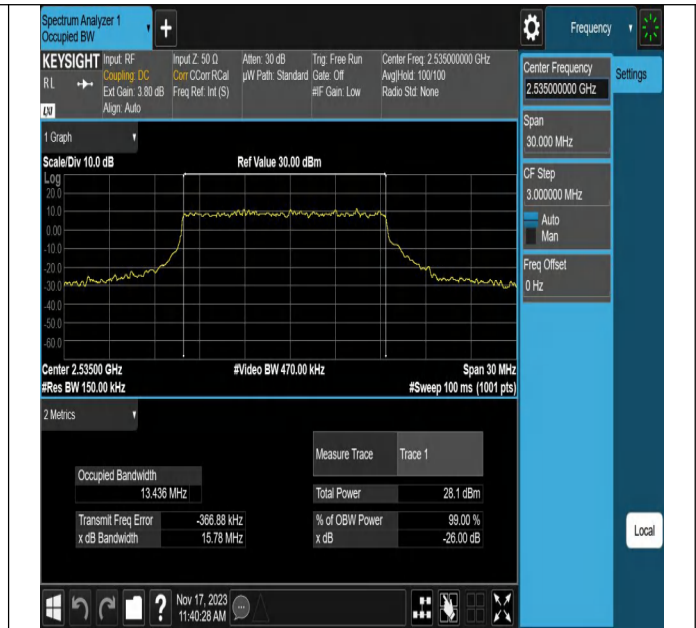 Spectrum Analyzer 1
Occupied BW
+
Frequency
KEYSIGHT
RL
LXI
Input: RF
Coupling: DC
Ext Gain: 3.80 dB
Align: Auto
Input Z: 50 Ω
Corr CCorr RCal
Freq Ref: Int (S)
Atten: 30 dB
µW Path: Standard
Trig: Free Run
Gate: Off
#IF Gain: Low
Center Freq: 2.535000000 GHz
Avg|Hold: 100/100
Radio Std: None
Center Frequency
2.535000000 GHz
Settings
Span
30.000 MHz
CF Step
3.000000 MHz
Auto
Man
Freq Offset
0 Hz
Local
1 Graph
Scale/Div 10.0 dB
Ref Value 30.00 dBm
Log
20.0
10.0
0.00
-10.0
-20.0
-30.0
-40.0
-50.0
-60.0
Center 2.53500 GHz
#Video BW 470.00 kHz
Span 30 MHz
#Res BW 150.00 kHz
#Sweep 100 ms (1001 pts)
2 Metrics
Measure Trace
Trace 1
Occupied Bandwidth
13.436 MHz
Total Power
28.1 dBm
Transmit Freq Error
-366.88 kHz
% of OBW Power
99.00 %
x dB Bandwidth
15.78 MHz
x dB
-26.00 dB
?
Nov 17, 2023
11:40:28 AM